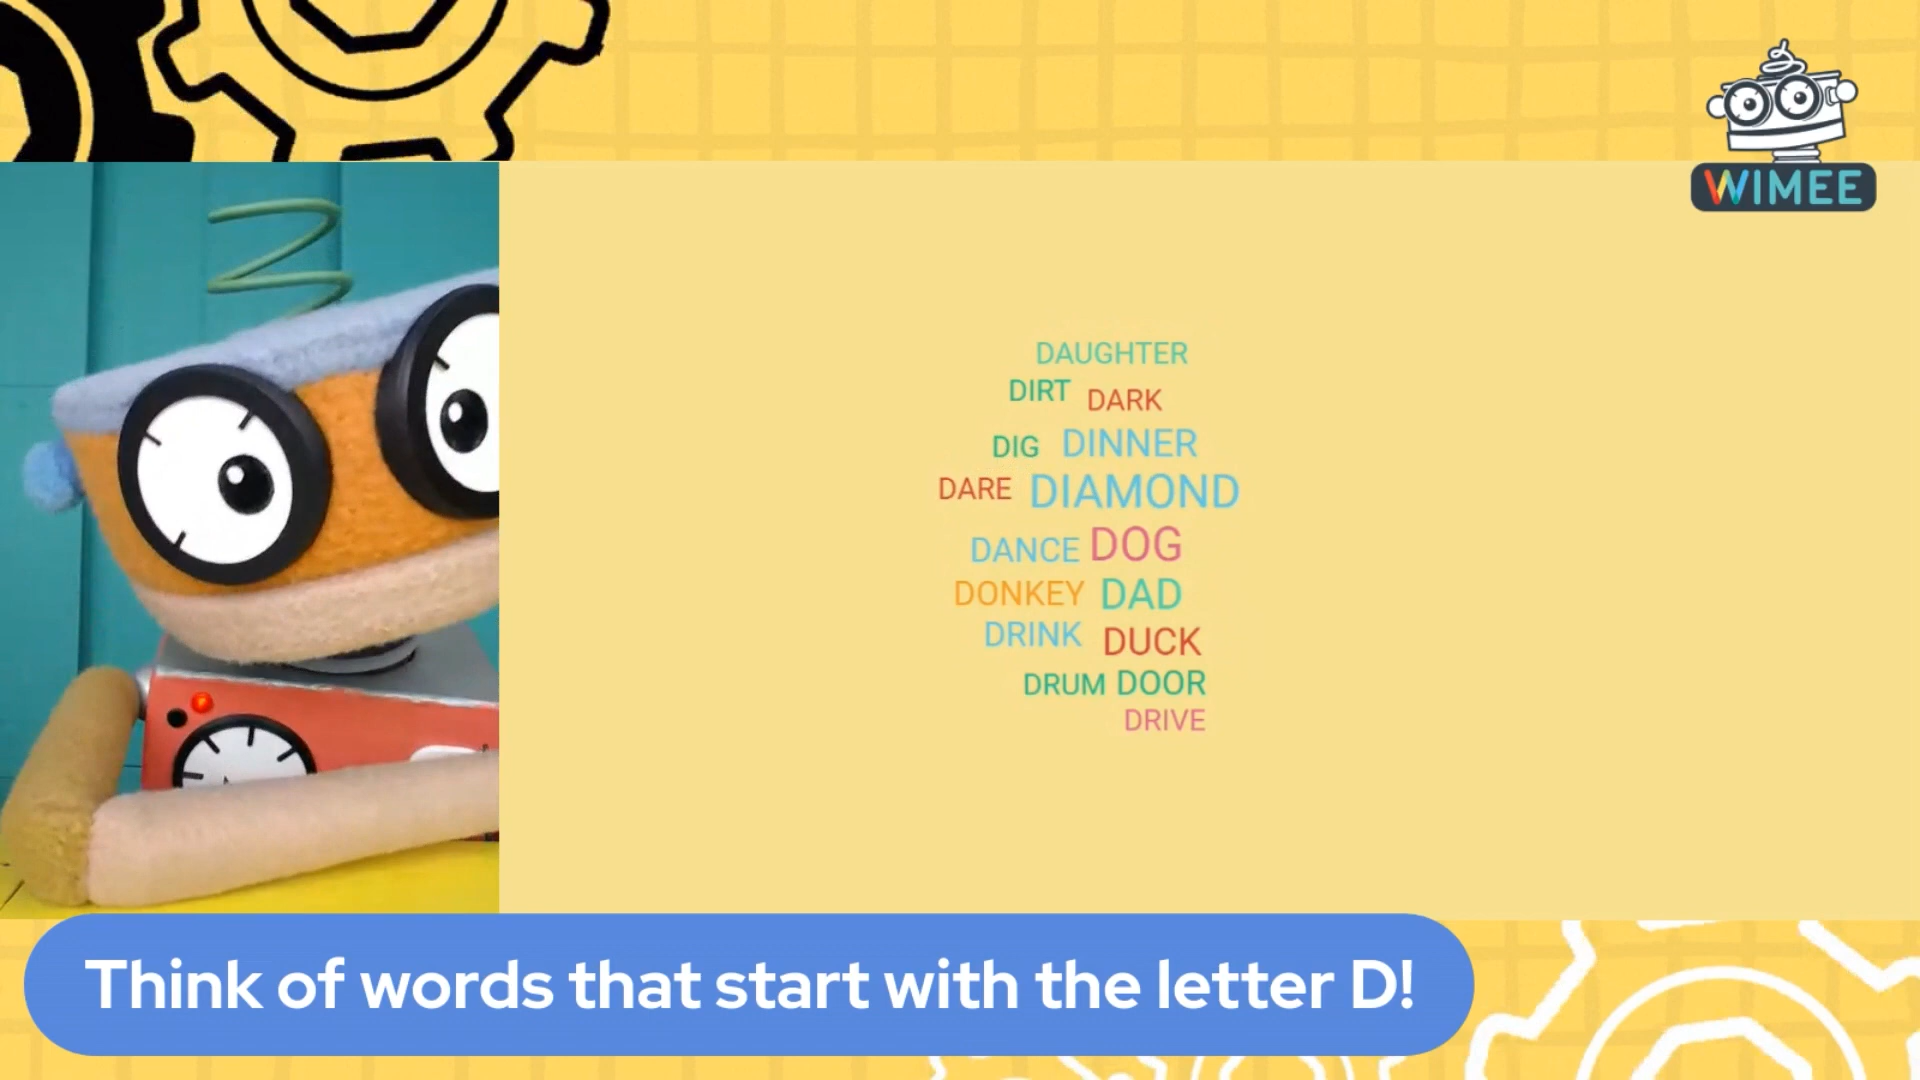 WIMEE
DAUGHTER
DIRT DARK
DIG DINNER
DARE DIAMOND
DANCE DOG
DONKEY DAD
DRINK DUCK
DRUM DOOR
DRIVE
Think of words that start with the letter D!